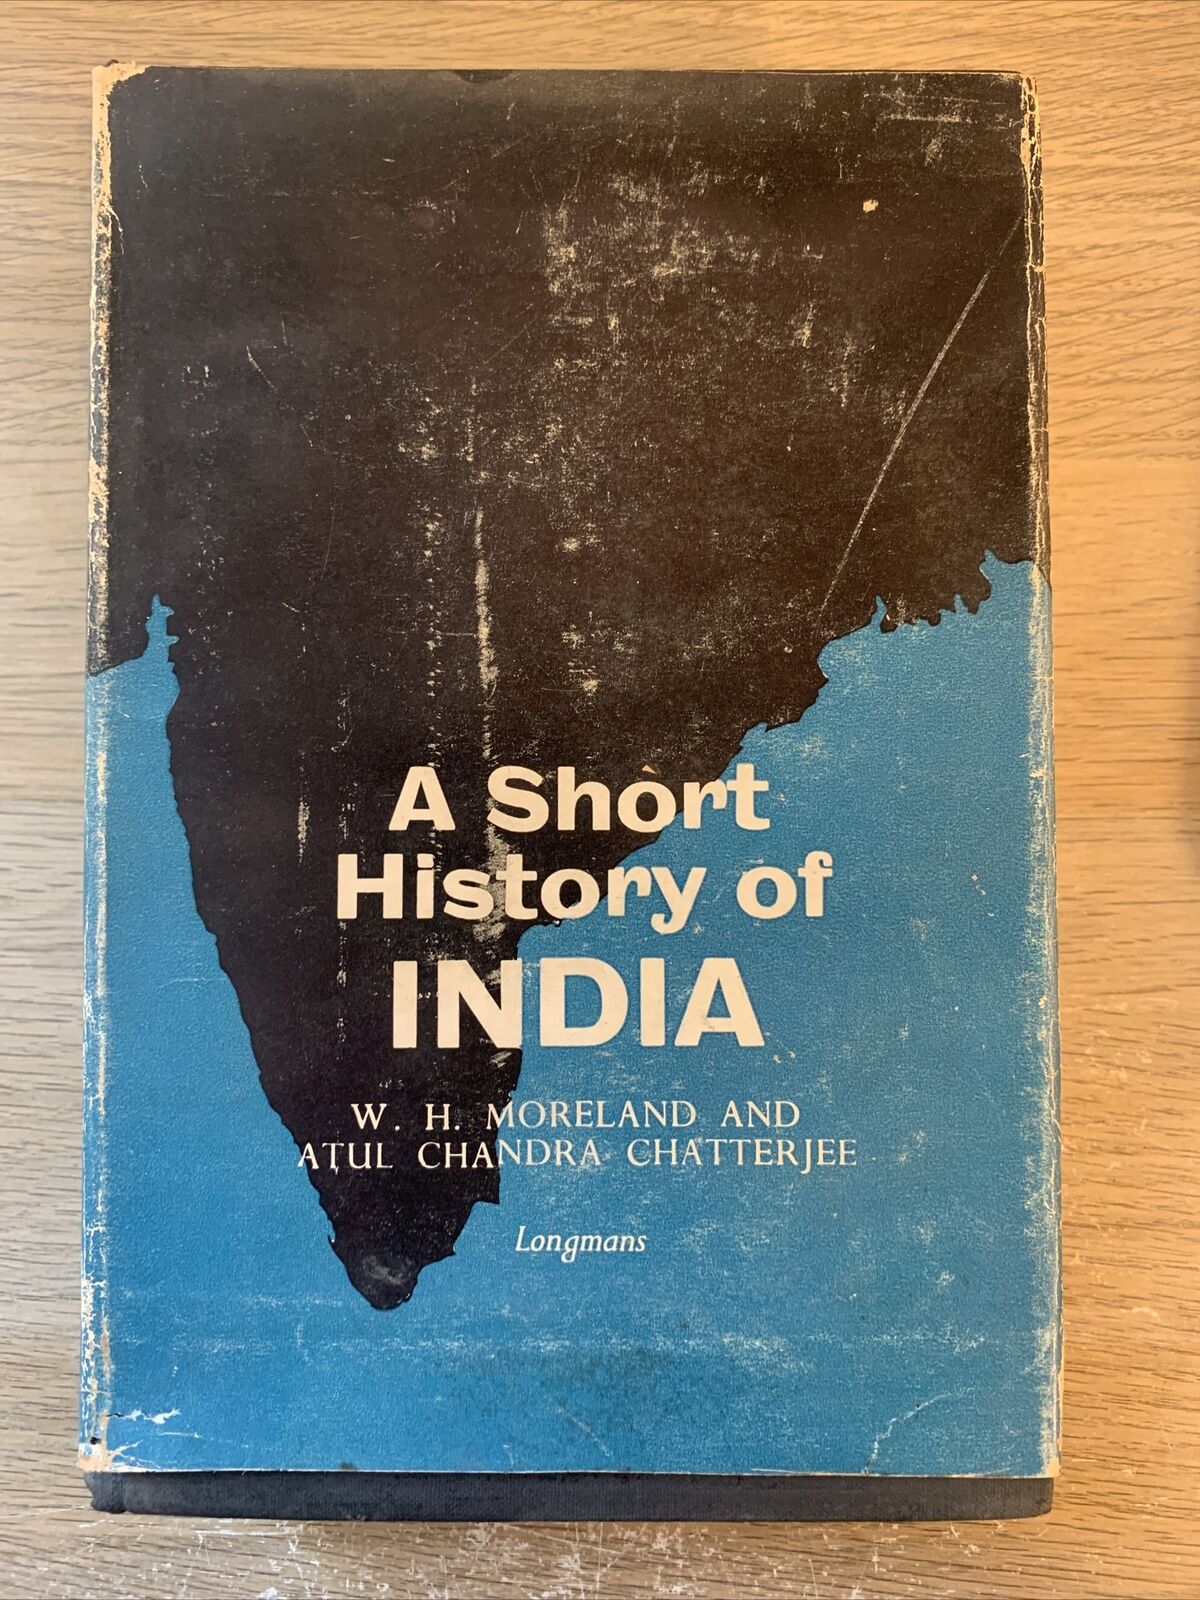 A Short
History of
INDIA
W. H. MORELAND AND
ATUL CHANDRA CHATTERJEE
Longmans